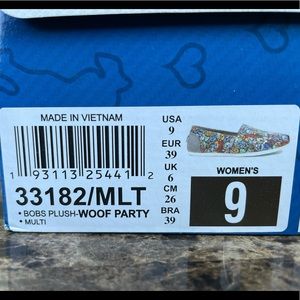 MADE IN VIETNAM
1 93113 25441 2
33182/MLT
• BOBS PLUSH-WOOF PARTY
• MULTI
USA
9
EUR
39
UK
6
CM
26
BRA
39
WOMEN'S
9